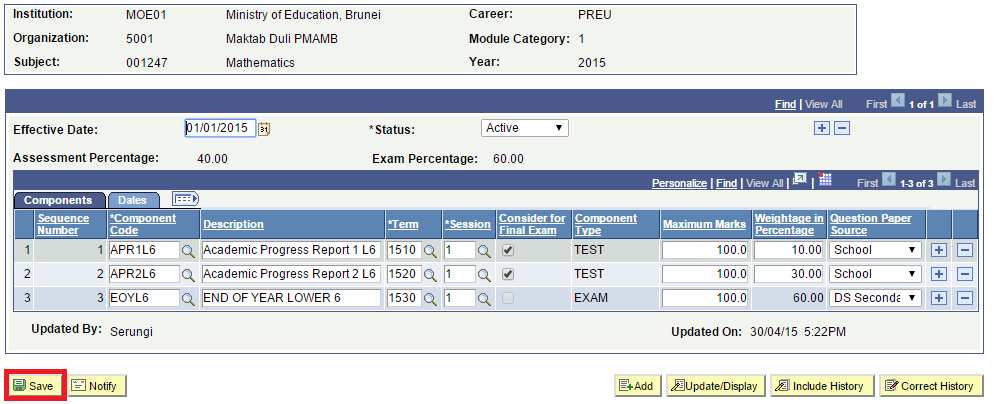 Institution: MOE01 Ministry of Education, Brunei Career: PREU
Organization: 5001 Maktab Duli PMAMB Module Category: 1
Subject: 001247 Mathematics Year: 2015
Find | View All First 1 of 1 Last
Effective Date: 01/01/2015 31 *Status: Active
Assessment Percentage: 40.00 Exam Percentage: 60.00
Personalize | Find | View All | | First 1-3 of 3 Last
Components Dates
Sequence Number *Component Code Description *Term *Session Consider for Final Exam Component Type Maximum Marks Weightage in Percentage Question Paper Source
1 1 APR1L6 Academic Progress Report 1 L6 1510 1 TEST 100.0 10.00 School
2 2 APR2L6 Academic Progress Report 2 L6 1520 1 TEST 100.0 30.00 School
3 3 EOYL6 END OF YEAR LOWER 6 1530 1 EXAM 100.0 60.00 DS Seconda
Updated By: Serungi Updated On: 30/04/15 5:22PM
Save Notify Add Update/Display Include History Correct History